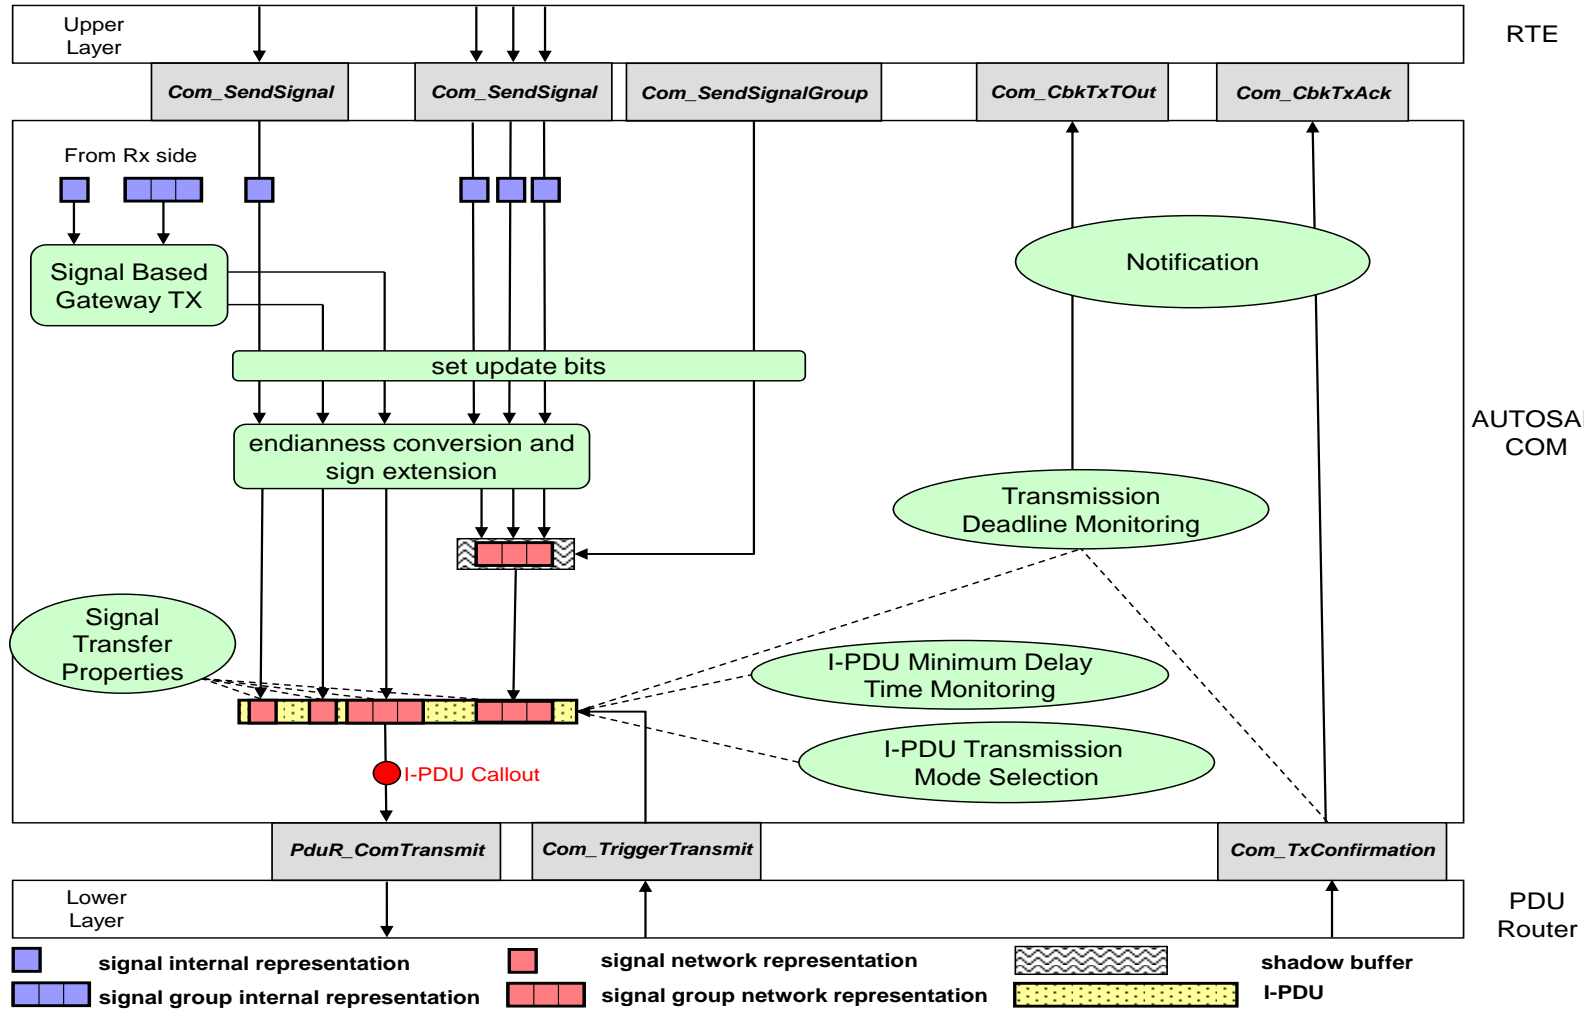 Upper
Layer
RTE
Com_SendSignal
Com_SendSignal
Com_SendSignalGroup
Com_CbkTxTOut
Com_CbkTxAck
From Rx side
Signal Based
Gateway TX
Notification
set update bits
endianness conversion and
sign extension
AUTOSA
COM
Transmission
Deadline Monitoring
Signal
Transfer
Properties
I-PDU Minimum Delay
Time Monitoring
I-PDU Transmission
Mode Selection
I-PDU Callout
PduR_ComTransmit
Com_TriggerTransmit
Com_TxConfirmation
Lower
Layer
PDU
Router
signal internal representation
signal network representation
shadow buffer
signal group internal representation
signal group network representation
I-PDU